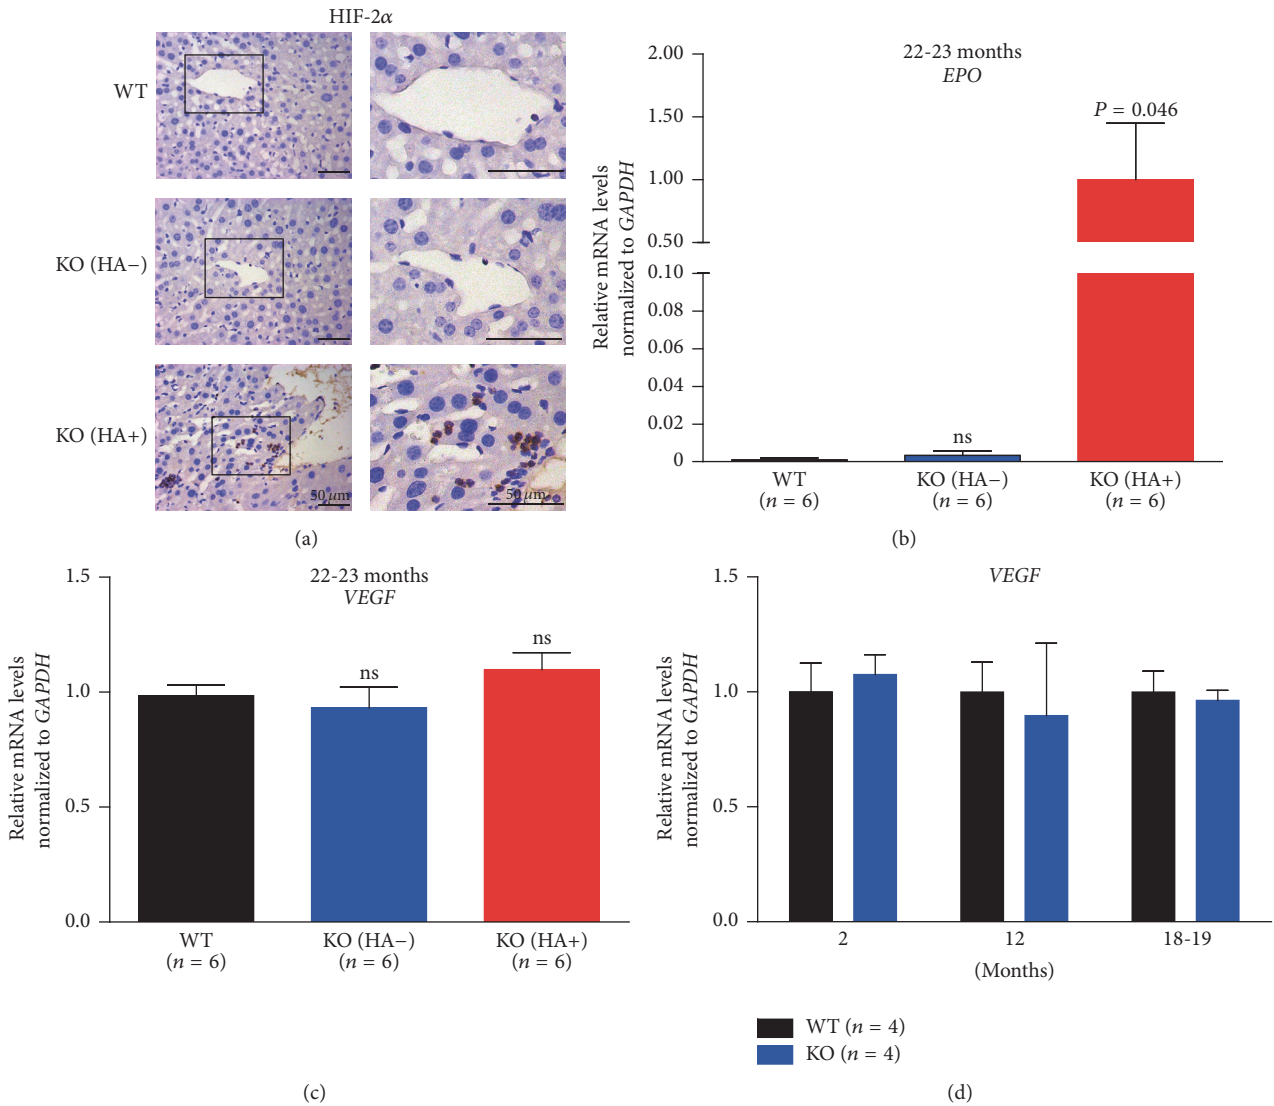 HIF-2α
WT
KO (HA−)
KO (HA+)
50 μm
50 μm
(a)
22-23 months
EPO
Relative mRNA levels
normalized to GAPDH
2.00
1.50
1.00
0.50
0.10
0.08
0.06
0.04
0.02
0
P = 0.046
ns
WT
(n = 6)
KO (HA−)
(n = 6)
KO (HA+)
(n = 6)
(b)
22-23 months
VEGF
Relative mRNA levels
normalized to GAPDH
1.5
1.0
0.5
0.0
ns
ns
WT
(n = 6)
KO (HA−)
(n = 6)
KO (HA+)
(n = 6)
(c)
VEGF
Relative mRNA levels
normalized to GAPDH
1.5
1.0
0.5
0.0
2
12
18-19
(Months)
WT (n = 4)
KO (n = 4)
(d)